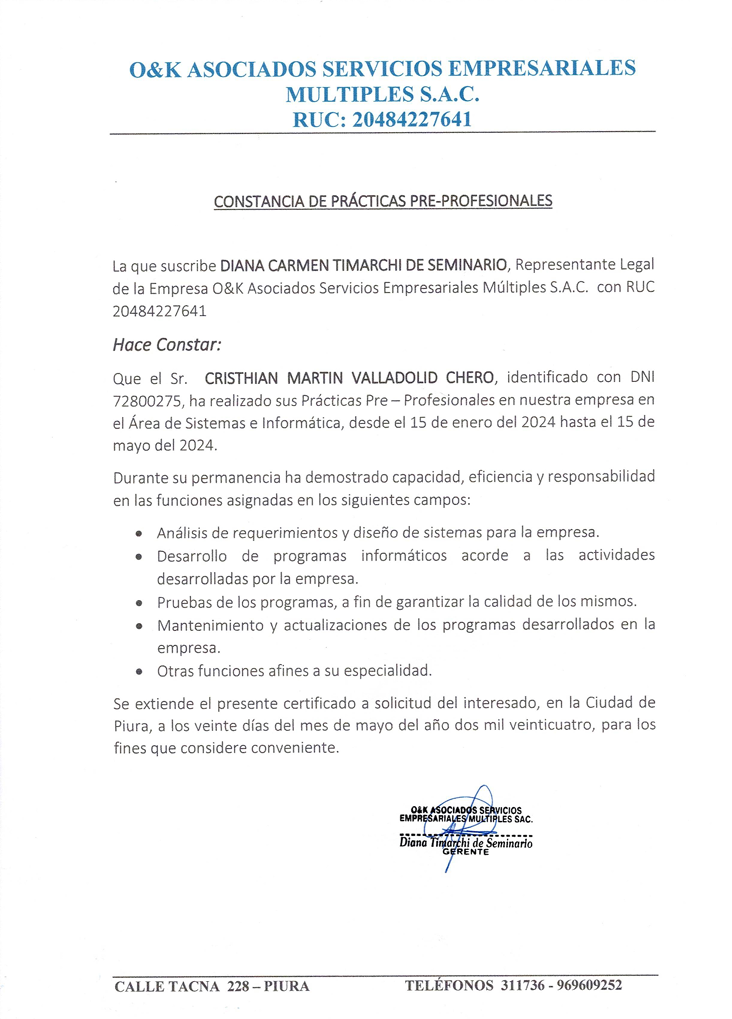 O&K ASOCIADOS SERVICIOS EMPRESARIALES
MULTIPLES S.A.C.
RUC: 20484227641
CONSTANCIA DE PRÁCTICAS PRE-PROFESIONALES
La que suscribe DIANA CARMEN TIMARCHI DE SEMINARIO, Representante Legal
de la Empresa O&K Asociados Servicios Empresariales Múltiples S.A.C. con RUC
20484227641
Hace Constar:
Que el Sr. CRISTHIAN MARTIN VALLADOLID CHERO, identificado con DNI
72800275, ha realizado sus Prácticas Pre – Profesionales en nuestra empresa en
el Área de Sistemas e Informática, desde el 15 de enero del 2024 hasta el 15 de
mayo del 2024.
Durante su permanencia ha demostrado capacidad, eficiencia y responsabilidad
en las funciones asignadas en los siguientes campos:
• Análisis de requerimientos y diseño de sistemas para la empresa.
• Desarrollo de programas informáticos acorde a las actividades
desarrolladas por la empresa.
• Pruebas de los programas, a fin de garantizar la calidad de los mismos.
• Mantenimiento y actualizaciones de los programas desarrollados en la
empresa.
• Otras funciones afines a su especialidad.
Se extiende el presente certificado a solicitud del interesado, en la Ciudad de
Piura, a los veinte días del mes de mayo del año dos mil veinticuatro, para los
fines que considere conveniente.
O&K ASOCIADOS SERVICIOS
EMPRESARIALES MULTIPLES SAC.
Diana Timarchi de Seminario
GERENTE
CALLE TACNA 228 – PIURA TELÉFONOS 311736 - 969609252